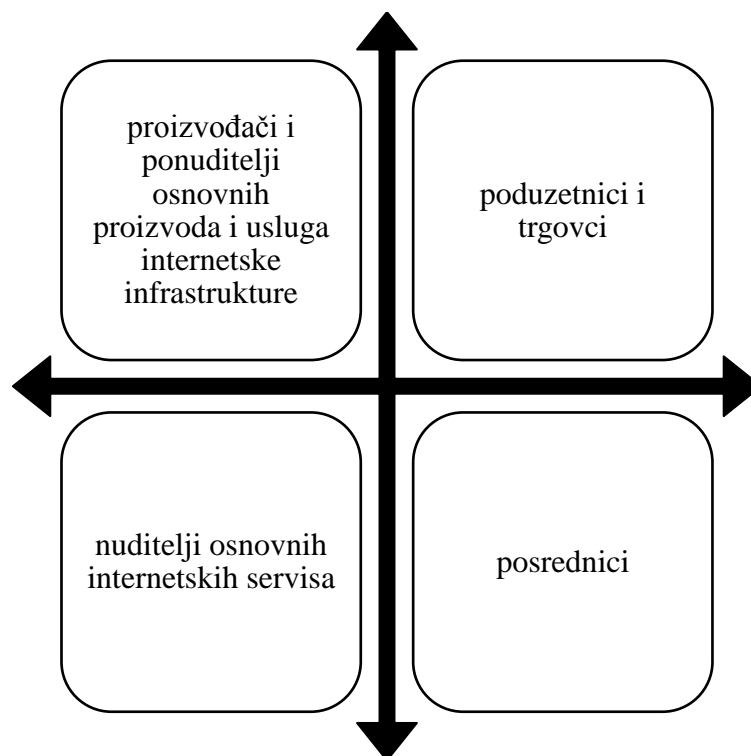 proizvođači i
ponuditelji
osnovnih
proizvoda i usluga
internetske
infrastrukture
poduzetnici i
trgovci
nuditelji osnovnih
internetskih servisa
posrednici